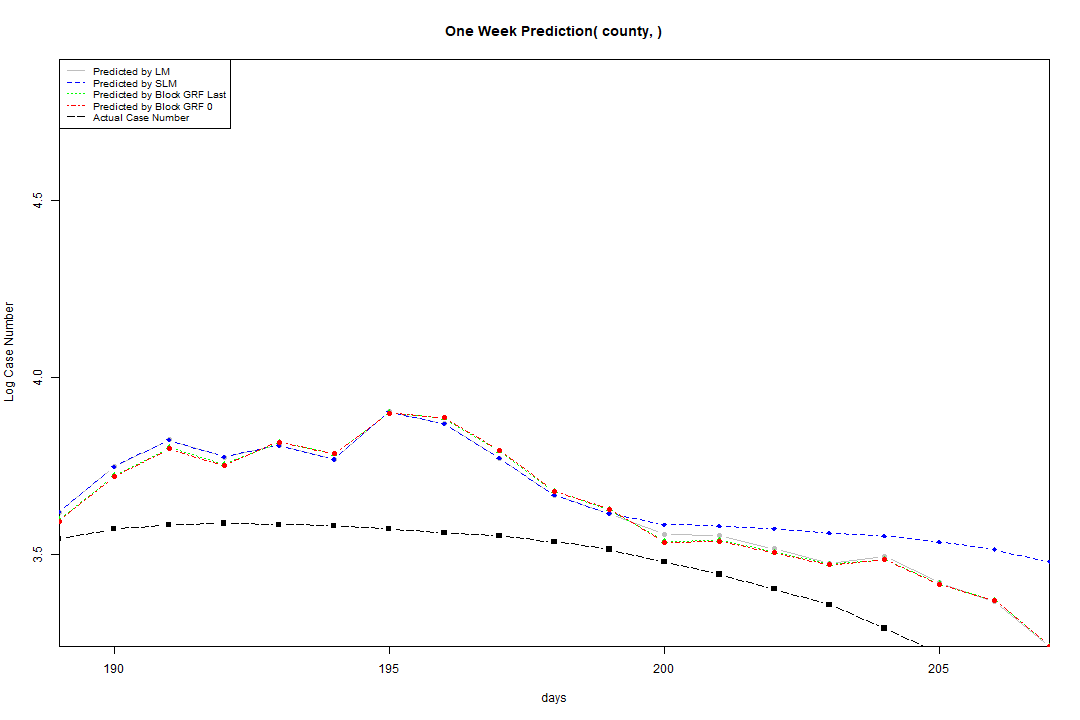 One Week Prediction( county, )
Predicted by LM
Predicted by SLM
Predicted by Block GRF Last
Predicted by Block GRF 0
Actual Case Number
Log Case Number
4.5
4.0
3.5
190
195
200
205
days